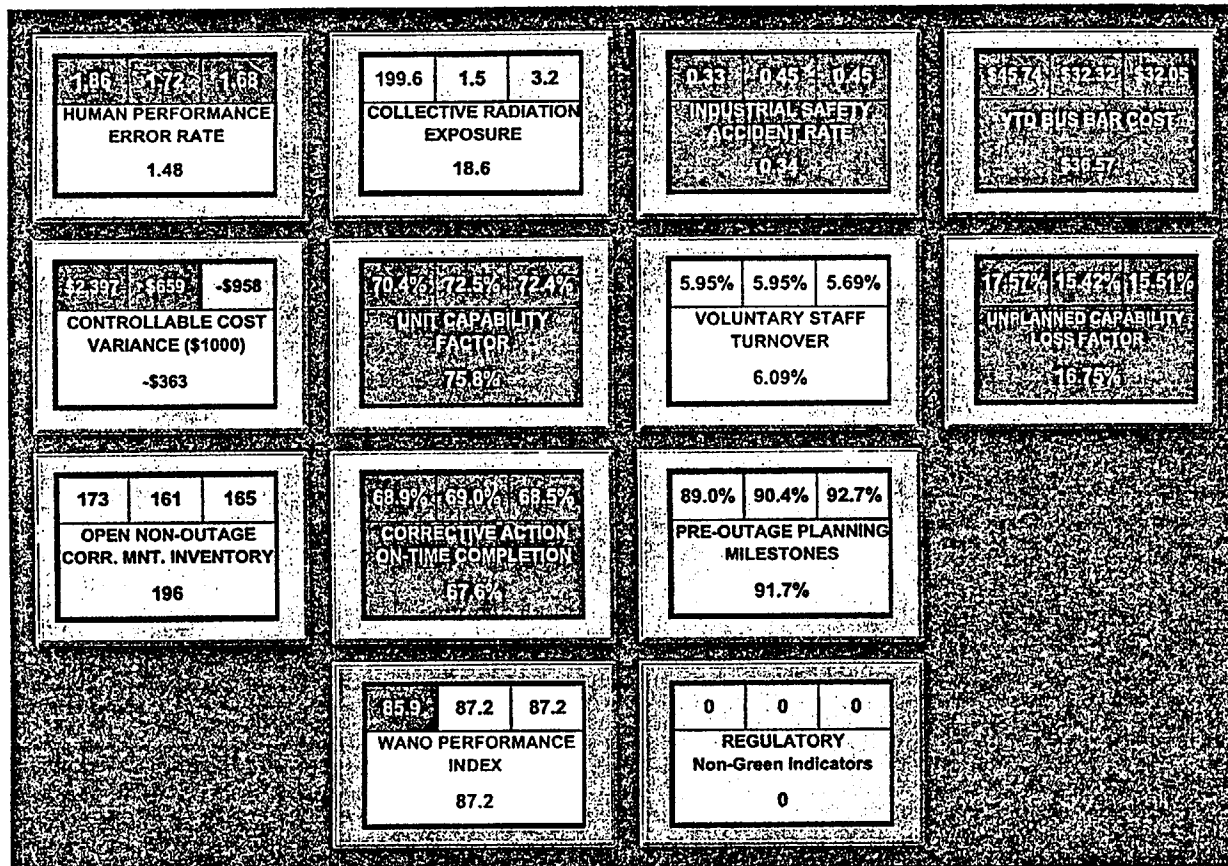 1.86 1.72 1.68
HUMAN PERFORMANCE
ERROR RATE
1.48
199.6 1.5 3.2
COLLECTIVE RADIATION
EXPOSURE
18.6
0.33 0.45 0.45
INDUSTRIAL SAFETY
ACCIDENT RATE
0.34
$45.74 $32.32 $32.05
YTD BUS BAR COST
$36.57
$2,397 -$659 -$958
CONTROLLABLE COST
VARIANCE ($1000)
-$363
70.4% 72.5% 72.4%
UNIT CAPABILITY
FACTOR
75.8%
5.95% 5.95% 5.69%
VOLUNTARY STAFF
TURNOVER
6.09%
17.57% 15.42% 15.51%
UNPLANNED CAPABILITY
LOSS FACTOR
16.75%
173 161 165
OPEN NON-OUTAGE
CORR. MNT. INVENTORY
196
68.9% 69.0% 68.5%
CORRECTIVE ACTION
ON-TIME COMPLETION
67.6%
89.0% 90.4% 92.7%
PRE-OUTAGE PLANNING
MILESTONES
91.7%
85.9 87.2 87.2
WANO PERFORMANCE
INDEX
87.2
0 0 0
REGULATORY
Non-Green Indicators
0